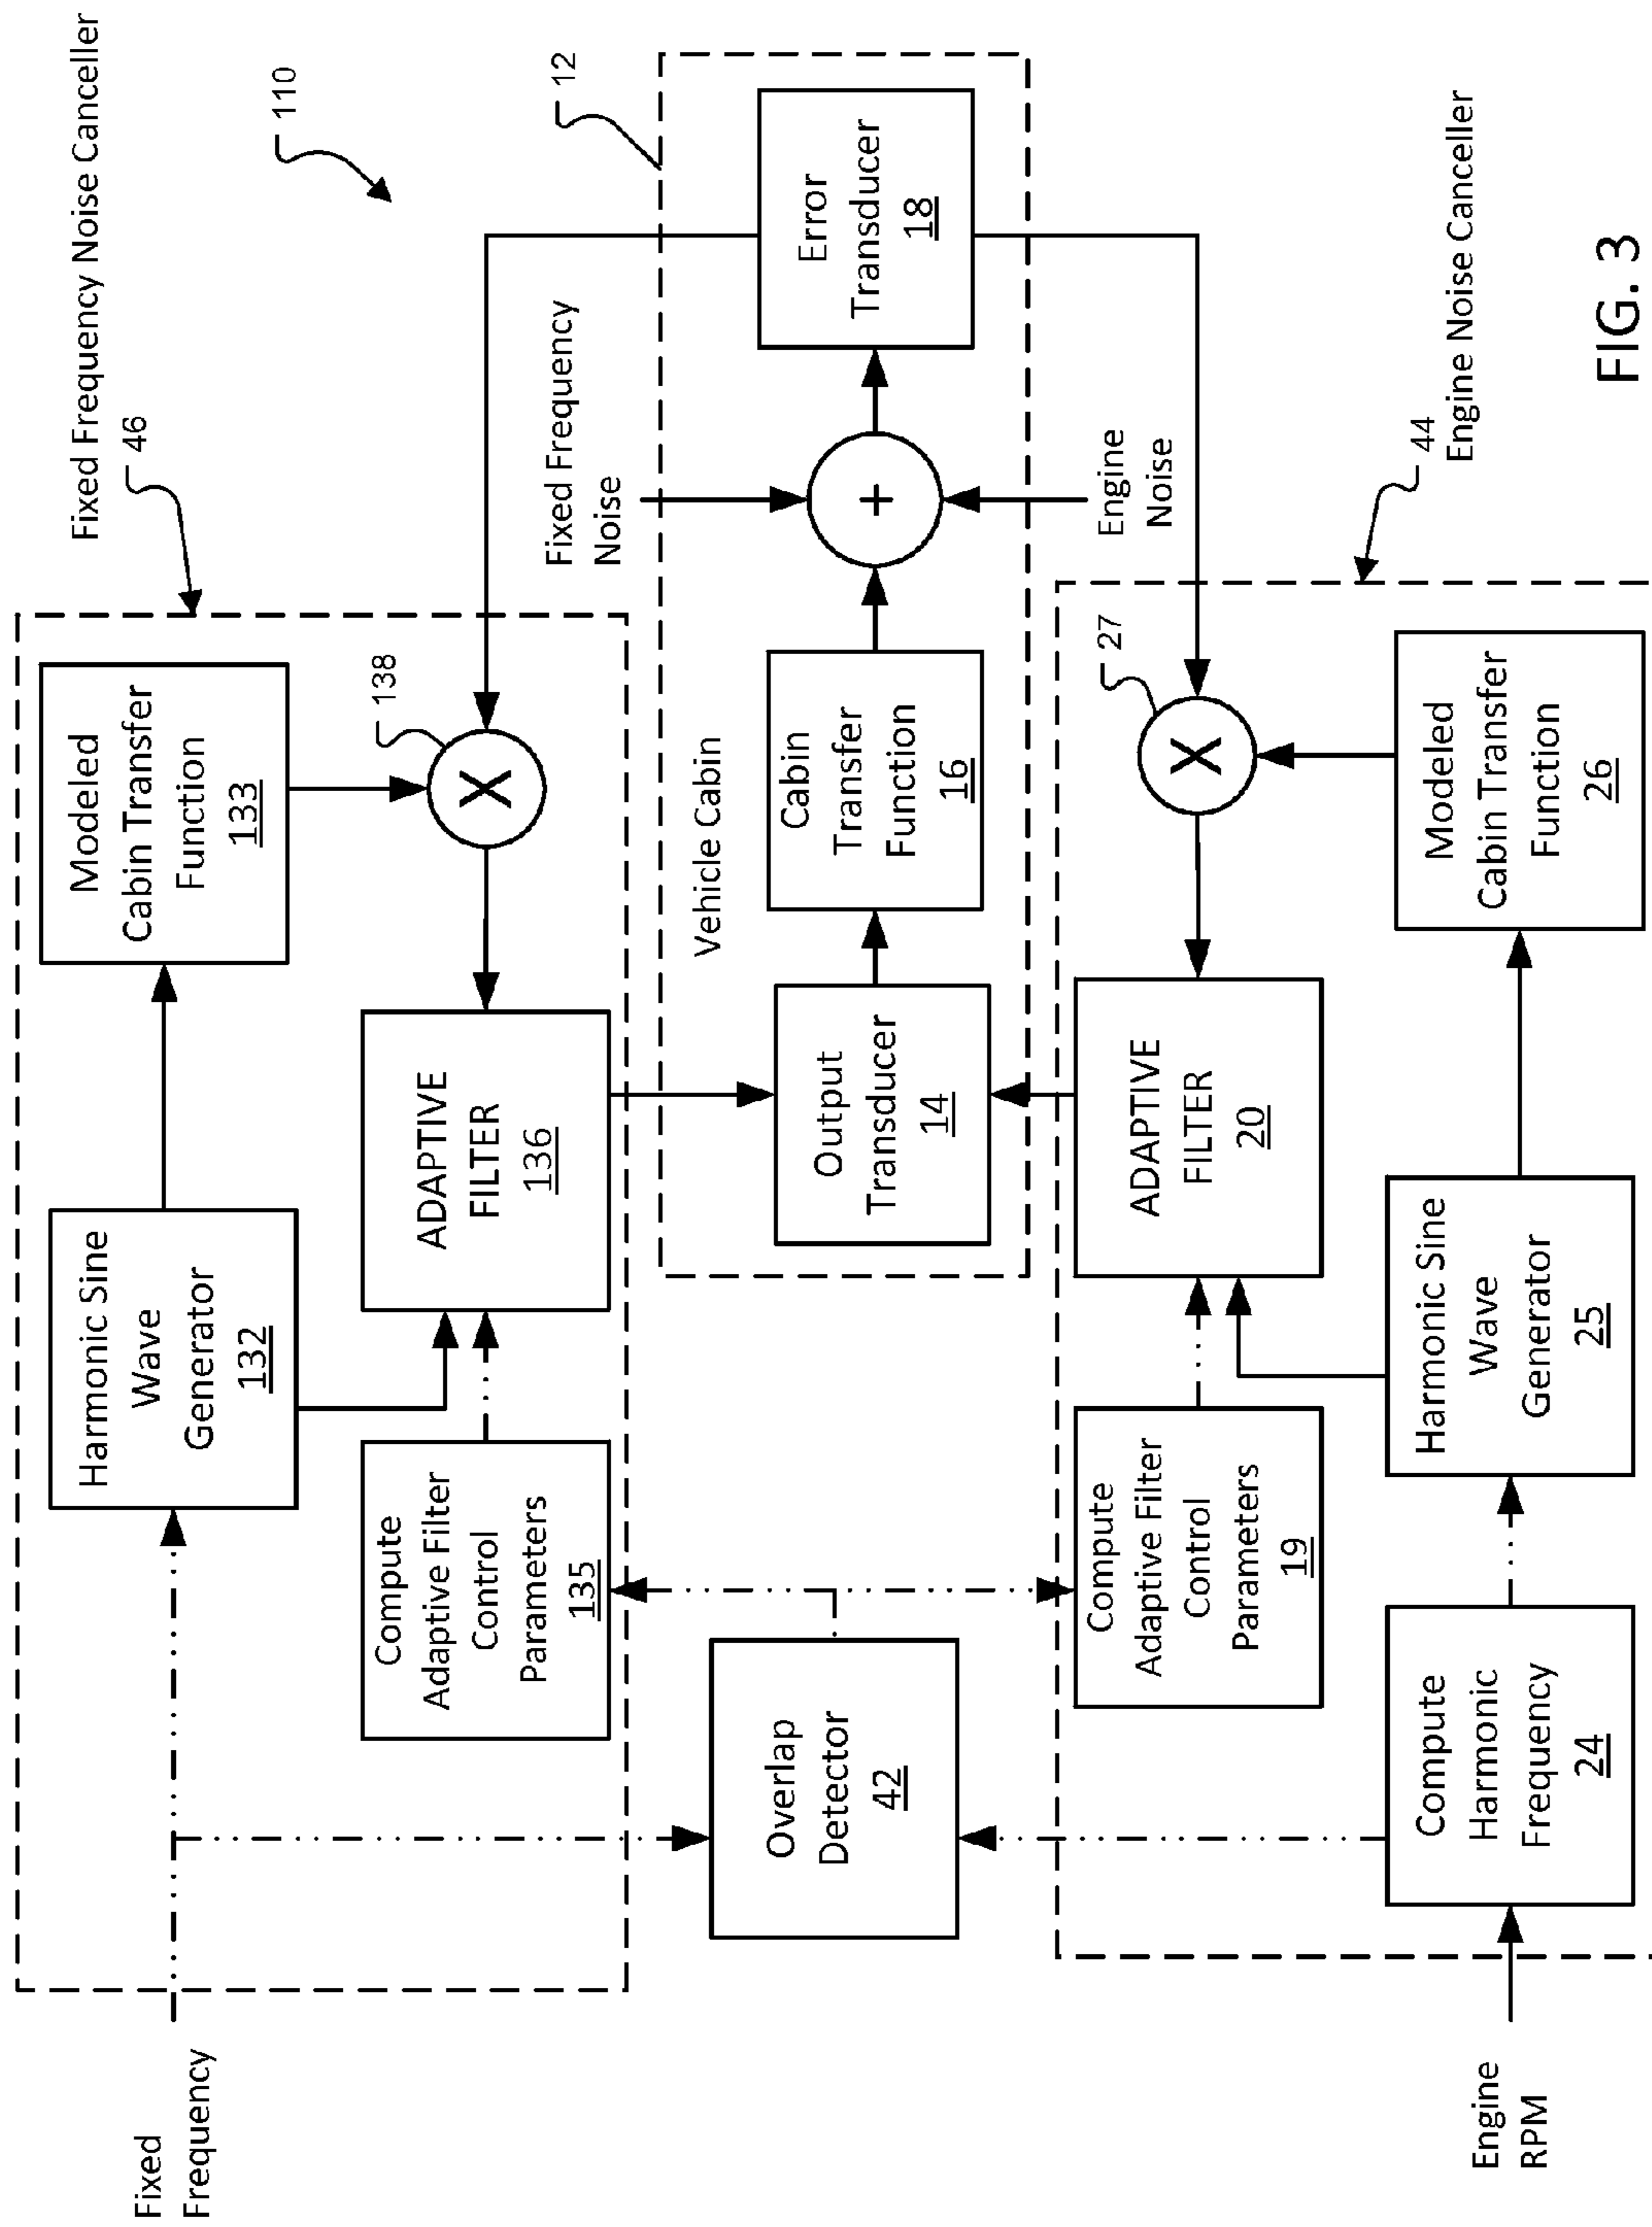 Fixed Frequency Noise Canceller
46
110
Fixed
Frequency
Harmonic Sine
Wave
Generator
132
Modeled
Cabin Transfer
Function
133
138
X
ADAPTIVE
FILTER
136
Compute
Adaptive Filter
Control
Parameters
135
Fixed Frequency
Noise
12
Vehicle Cabin
Overlap
Detector
42
Output
Transducer
14
Cabin
Transfer
Function
16
+
Error
Transducer
18
Engine
Noise
Compute
Adaptive Filter
Control
Parameters
19
ADAPTIVE
FILTER
20
27
X
44
Engine Noise Canceller
Engine
RPM
Compute
Harmonic
Frequency
24
Harmonic Sine
Wave
Generator
25
Modeled
Cabin Transfer
Function
26
FIG. 3